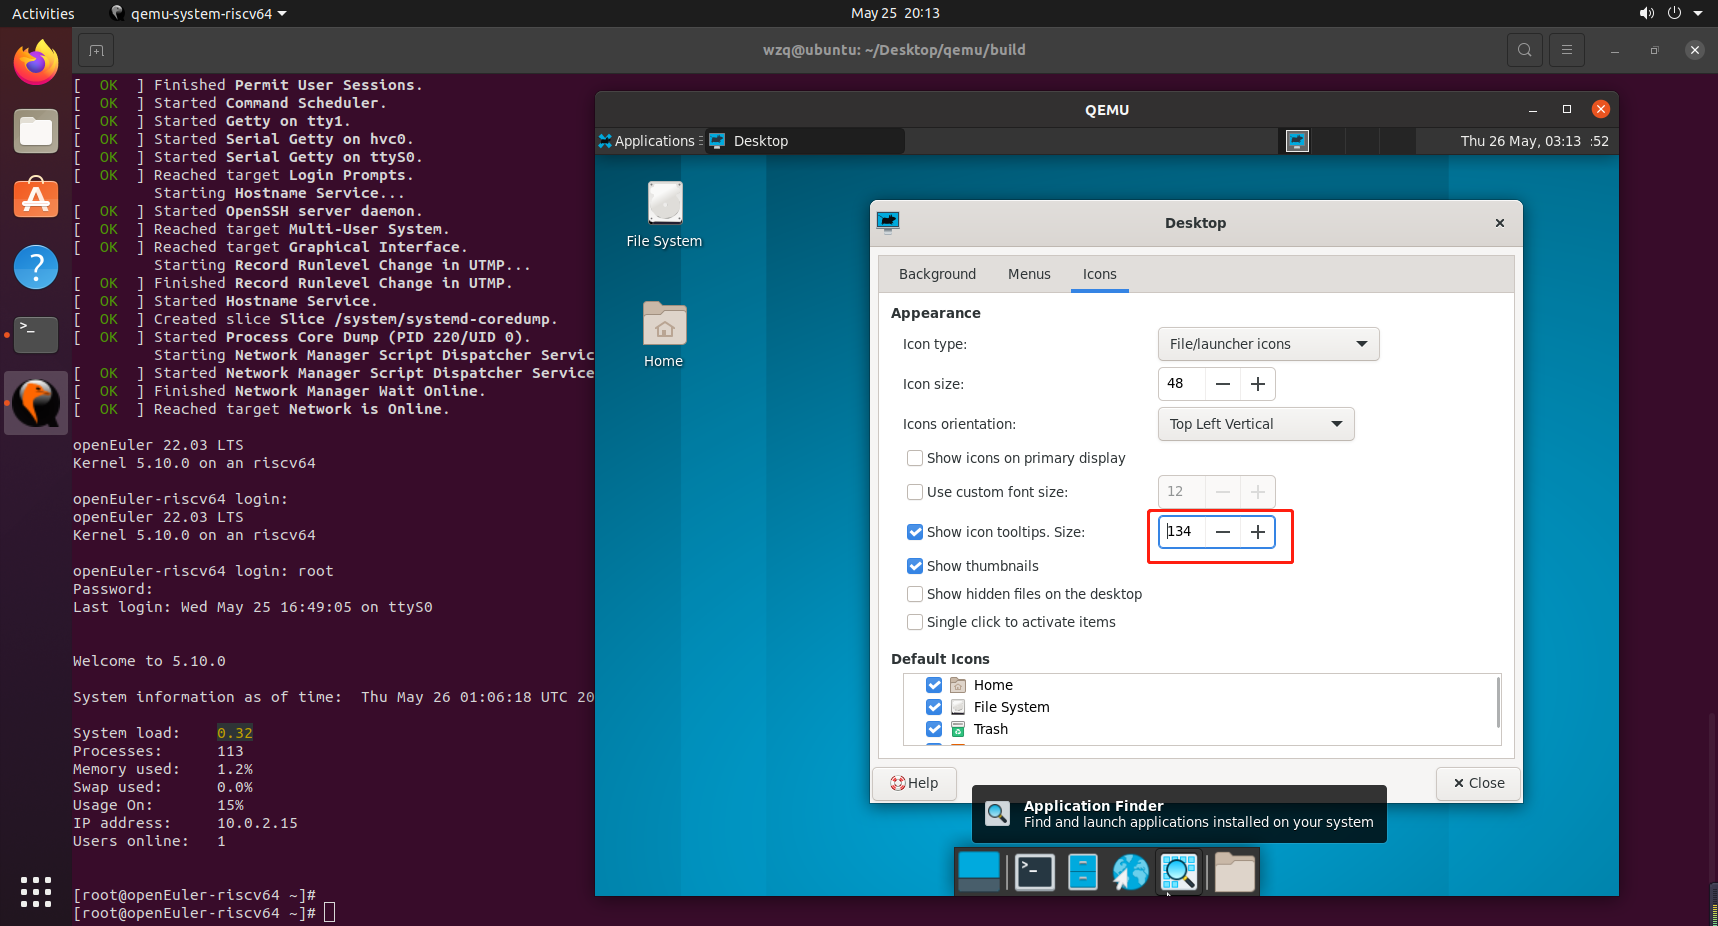 Activities
qemu-system-riscv64
May 25 20:13
wzq@ubuntu: ~/Desktop/qemu/build
[ OK ] Finished Permit User Sessions.
[ OK ] Started Command Scheduler.
[ OK ] Started Getty on tty1.
[ OK ] Started Serial Getty on hvc0.
[ OK ] Started Serial Getty on ttyS0.
[ OK ] Reached target Login Prompts.
Starting Hostname Service...
[ OK ] Started OpenSSH server daemon.
[ OK ] Reached target Multi-User System.
[ OK ] Reached target Graphical Interface.
Starting Record Runlevel Change in UTMP...
[ OK ] Finished Record Runlevel Change in UTMP.
[ OK ] Started Hostname Service.
[ OK ] Created slice Slice /system/systemd-coredump.
[ OK ] Started Process Core Dump (PID 220/UID 0).
Starting Network Manager Script Dispatcher Servic
[ OK ] Started Network Manager Script Dispatcher Service
[ OK ] Finished Network Manager Wait Online.
[ OK ] Reached target Network is Online.
openEuler 22.03 LTS
Kernel 5.10.0 on an riscv64
openEuler-riscv64 login:
openEuler 22.03 LTS
Kernel 5.10.0 on an riscv64
openEuler-riscv64 login: root
Password:
Last login: Wed May 25 16:49:05 on ttyS0
Welcome to 5.10.0
System information as of time: Thu May 26 01:06:18 UTC 20
System load: 0.32
Processes: 113
Memory used: 1.2%
Swap used: 0.0%
Usage On: 15%
IP address: 10.0.2.15
Users online: 1
[root@openEuler-riscv64 ~]#
[root@openEuler-riscv64 ~]#
QEMU
Applications
Desktop
Thu 26 May, 03:13 :52
File System
Home
Desktop
Background
Menus
Icons
Appearance
Icon type: File/launcher icons
Icon size: 48
Icons orientation: Top Left Vertical
Show icons on primary display
Use custom font size: 12
Show icon tooltips. Size: 134
Show thumbnails
Show hidden files on the desktop
Single click to activate items
Default Icons
Home
File System
Trash
Help
Close
Application Finder
Find and launch applications installed on your system